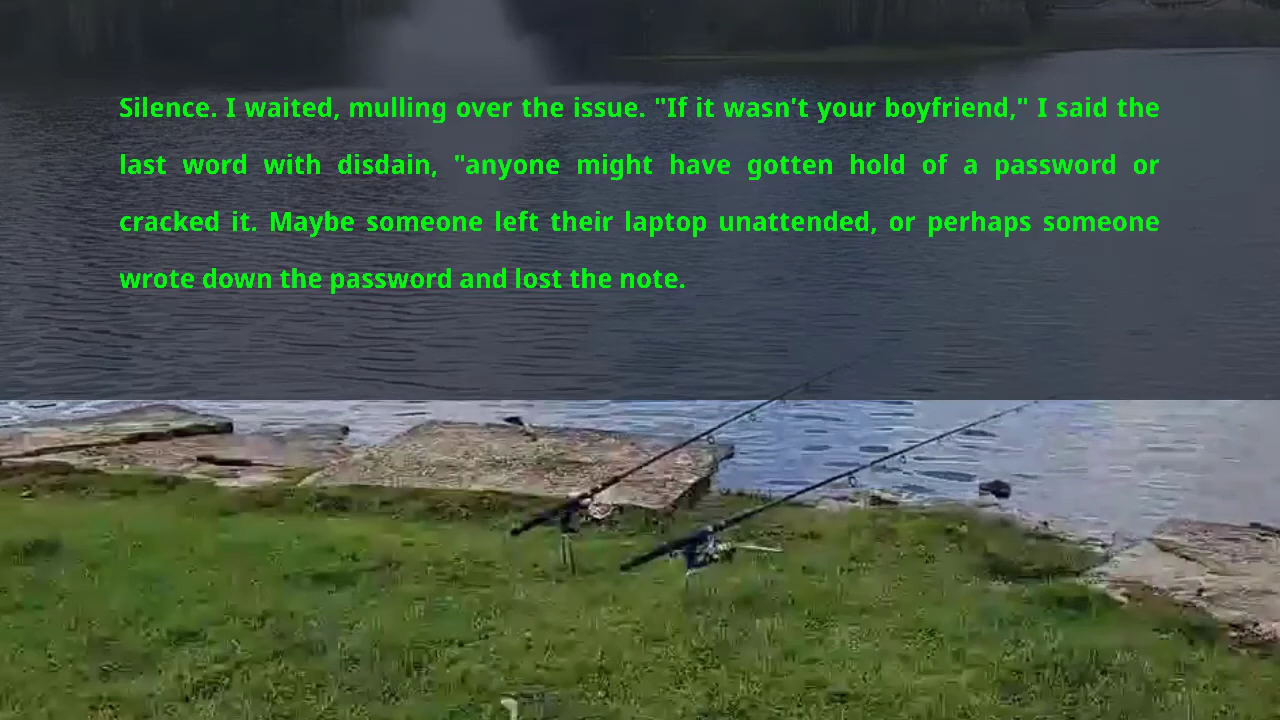 Silence. I waited, mulling over the issue. "If it wasn't your boyfriend," I said the
last word with disdain, "anyone might have gotten hold of a password or
cracked it. Maybe someone left their laptop unattended, or perhaps someone
wrote down the password and lost the note.